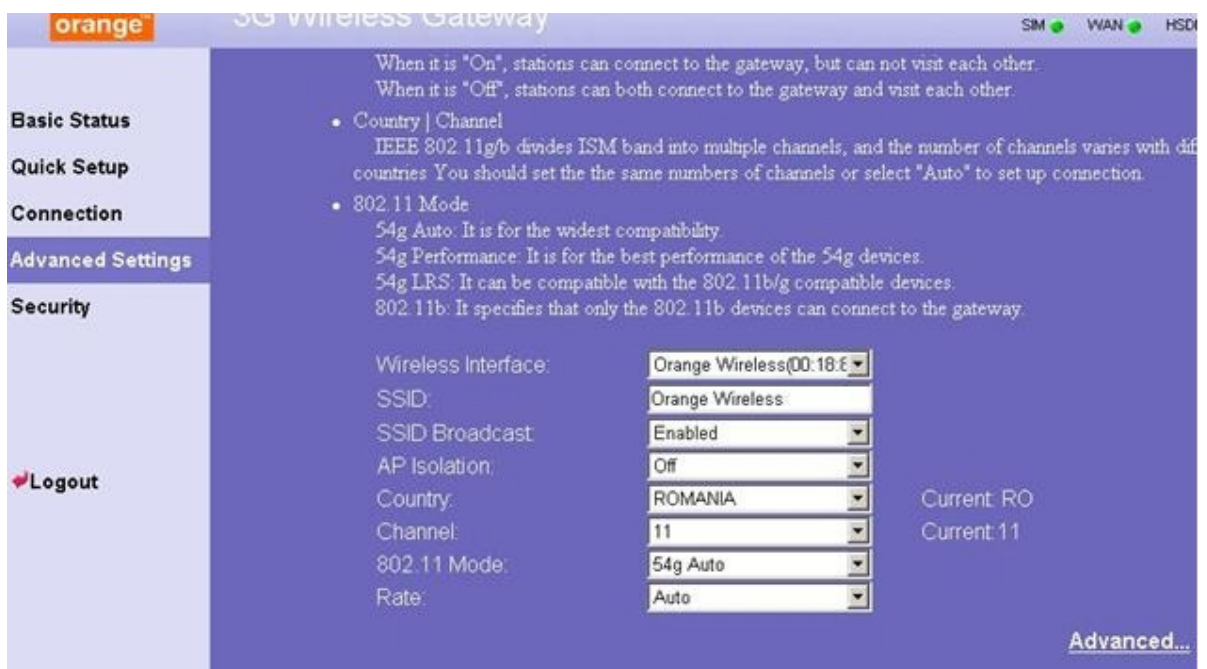 orange™
3G Wireless Gateway
SIM WAN
When it is "On", stations can connect to the gateway, but can not visit each other.
When it is "Off", stations can both connect to the gateway and visit each other.
Basic Status
• Country | Channel
IEEE 802.11g/b divides ISM band into multiple channels, and the number of channels varies with
Quick Setup
countries You should set the the same numbers of channels or select "Auto" to set up connection.
Connection
• 802.11 Mode
54g Auto: It is for the widest compatibility.
Advanced Settings
54g Performance: It is for the best performance of the 54g devices.
54g LRS: It can be compatible with the 802.11b/g compatible devices.
Security
802.11b: It specifies that only the 802.11b devices can connect to the gateway.
Wireless Interface: Orange Wireless(00:18:
SSID: Orange Wireless
SSID Broadcast: Enabled
AP Isolation: Off
Logout
Country: ROMANIA Current: RO
Channel: 11 Current:11
802.11 Mode: 54g Auto
Rate: Auto
Advanced...